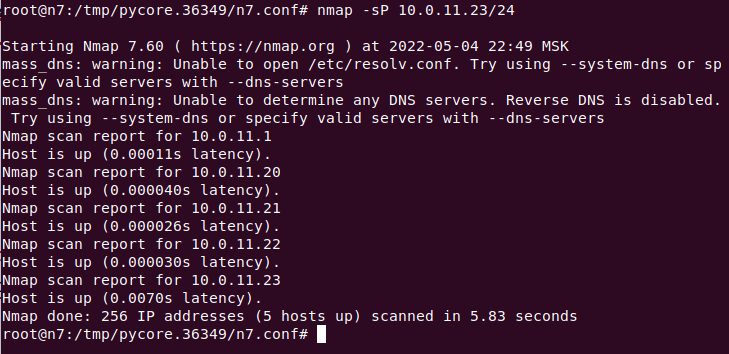 root@n7:/tmp/pycore.36349/n7.conf# nmap -sP 10.0.11.23/24
Starting Nmap 7.60 ( https://nmap.org ) at 2022-05-04 22:49 MSK
mass_dns: warning: Unable to open /etc/resolv.conf. Try using --system-dns or sp
ecify valid servers with --dns-servers
mass_dns: warning: Unable to determine any DNS servers. Reverse DNS is disabled.
 Try using --system-dns or specify valid servers with --dns-servers
Nmap scan report for 10.0.11.1
Host is up (0.00011s latency).
Nmap scan report for 10.0.11.20
Host is up (0.000040s latency).
Nmap scan report for 10.0.11.21
Host is up (0.000026s latency).
Nmap scan report for 10.0.11.22
Host is up (0.000030s latency).
Nmap scan report for 10.0.11.23
Host is up (0.0070s latency).
Nmap done: 256 IP addresses (5 hosts up) scanned in 5.83 seconds
root@n7:/tmp/pycore.36349/n7.conf#